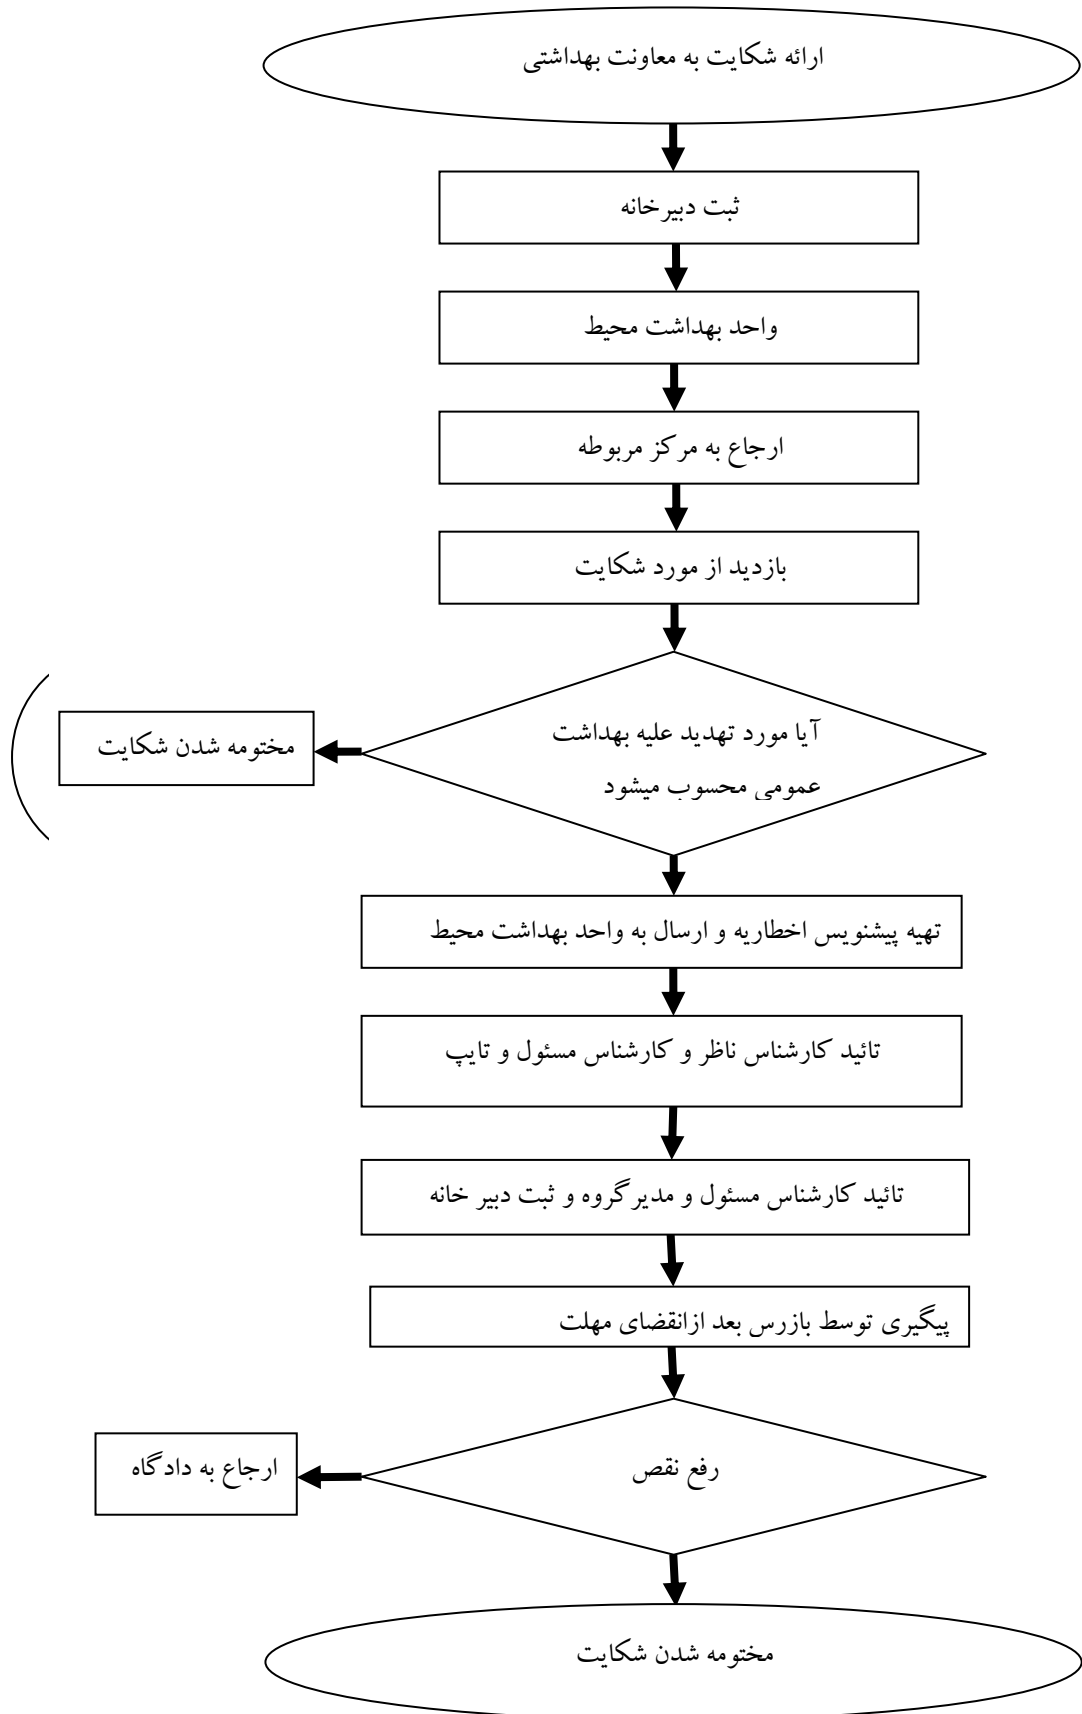 ارائه شکایت به معاونت بهداشتی
ثبت دبیرخانه
واحد بهداشت محیط
ارجاع به مرکز مربوطه
بازدید از مورد شکایت
آیا مورد تهدید علیه بهداشت
عمومی محسوب میشود
مختومه شدن شکایت
تهیه پیشنویس اخطاریه و ارسال به واحد بهداشت محیط
تائید کارشناس ناظر و کارشناس مسئول و تایپ
تائید کارشناس مسئول و مدیرگروه و ثبت دبیر خانه
پیگیری توسط بازرس بعد ازانقضای مهلت
رفع نقص
ارجاع به دادگاه
مختومه شدن شکایت